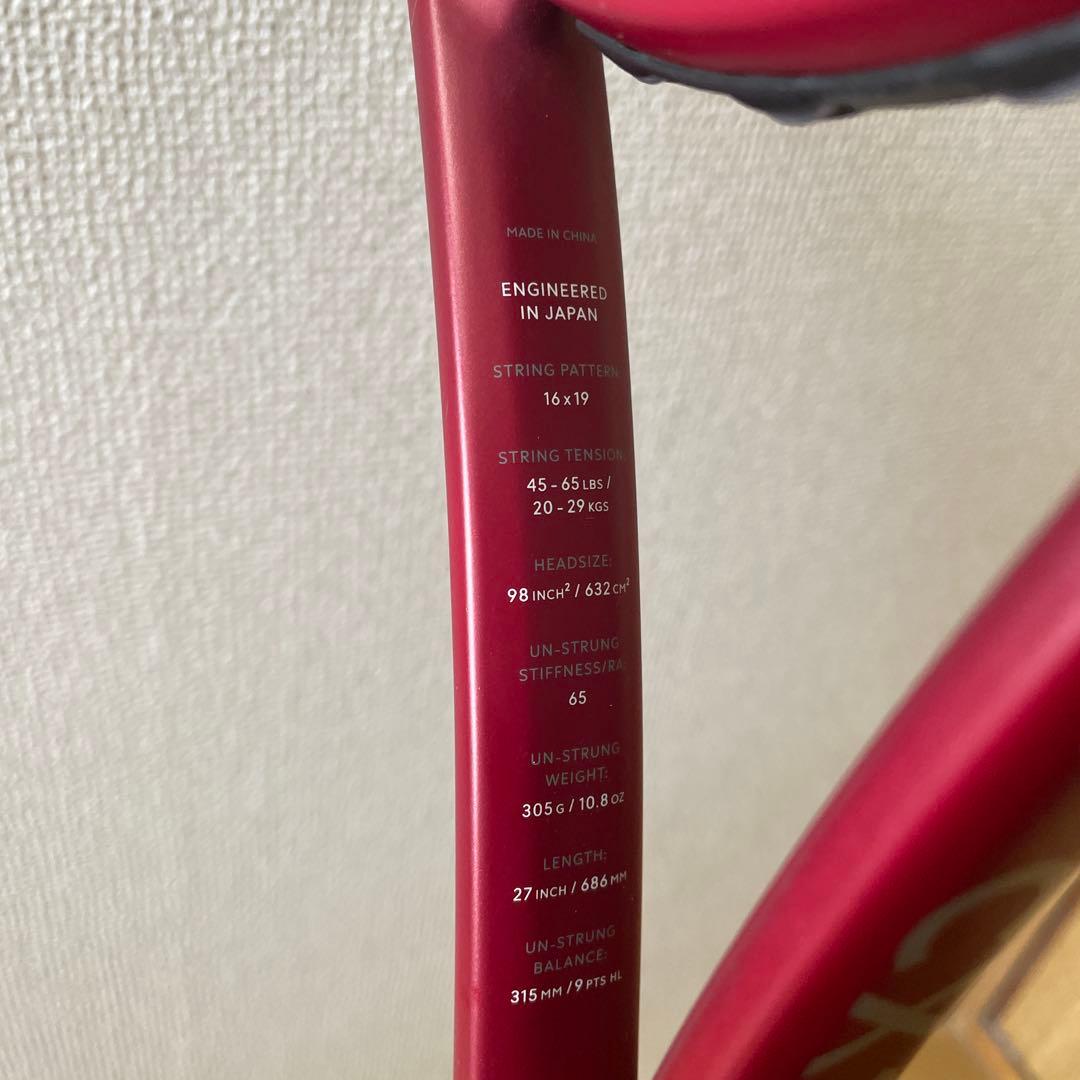 MADE IN CHINA
ENGINEERED
IN JAPAN
STRING PATTERN:
16 x 19
STRING TENSION:
45 - 65 LBS /
20 - 29 KGS
HEADSIZE:
98 INCH² / 632 CM²
UN-STRUNG
STIFFNESS/RA:
65
UN-STRUNG
WEIGHT:
305 G / 10.8 OZ
LENGTH:
27 INCH / 686 MM
UN-STRUNG
BALANCE:
315 MM / 9 PTS HL